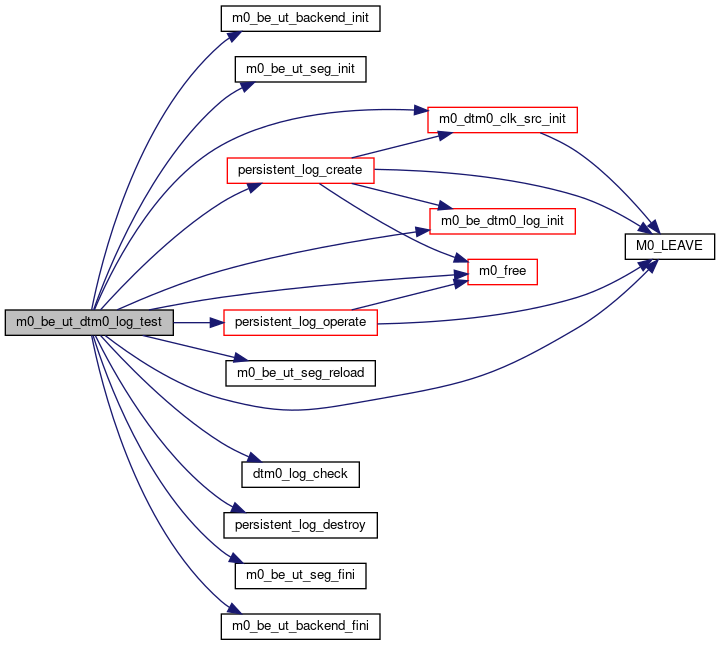 m0_be_ut_backend_init
m0_be_ut_seg_init
m0_dtm0_clk_src_init
persistent_log_create
m0_be_dtm0_log_init
M0_LEAVE
m0_free
m0_be_ut_dtm0_log_test
persistent_log_operate
m0_be_ut_seg_reload
dtm0_log_check
persistent_log_destroy
m0_be_ut_seg_fini
m0_be_ut_backend_fini